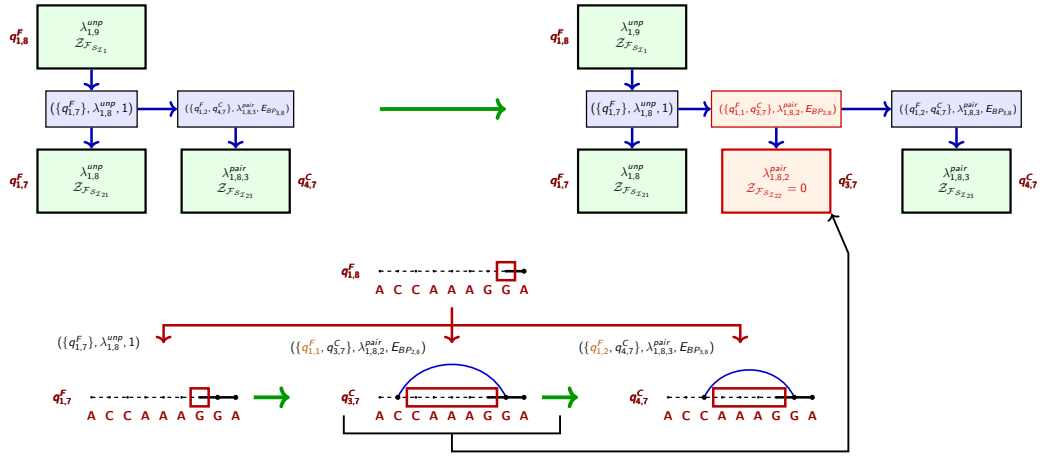 λ^{unp}_{1,9}
q^F_{1,8}
Z_{F_{S_{I_1}}}
({q^F_{1,7}}, λ^{unp}_{1,8}, 1)
({q^F_{1,2}, q^C_{4,7}}, λ^{pair}_{1,8,3}, E_{BP_{3,8}})
λ^{unp}_{1,8}
q^F_{1,7}
Z_{F_{S_{I_{21}}}}
λ^{pair}_{1,8,3}
q^C_{4,7}
Z_{F_{S_{I_{23}}}}
λ^{unp}_{1,9}
q^F_{1,8}
Z_{F_{S_{I_1}}}
({q^F_{1,7}}, λ^{unp}_{1,8}, 1)
({q^F_{1,1}, q^C_{3,7}}, λ^{pair}_{1,8,2}, E_{BP_{2,8}})
({q^F_{1,2}, q^C_{4,7}}, λ^{pair}_{1,8,3}, E_{BP_{3,8}})
λ^{unp}_{1,8}
q^F_{1,7}
Z_{F_{S_{I_{21}}}}
λ^{pair}_{1,8,2}
q^C_{3,7}
Z_{F_{S_{I_{22}}}} = 0
λ^{pair}_{1,8,3}
q^C_{4,7}
Z_{F_{S_{I_{23}}}}
q^F_{1,8}
A C C A A A G G A
({q^F_{1,7}}, λ^{unp}_{1,8}, 1)
({q^F_{1,1}, q^C_{3,7}}, λ^{pair}_{1,8,2}, E_{BP_{2,8}})
({q^F_{1,2}, q^C_{4,7}}, λ^{pair}_{1,8,3}, E_{BP_{3,8}})
q^F_{1,7}
A C C A A A G G A
q^C_{3,7}
A C C A A A G G A
q^C_{4,7}
A C C A A A G G A